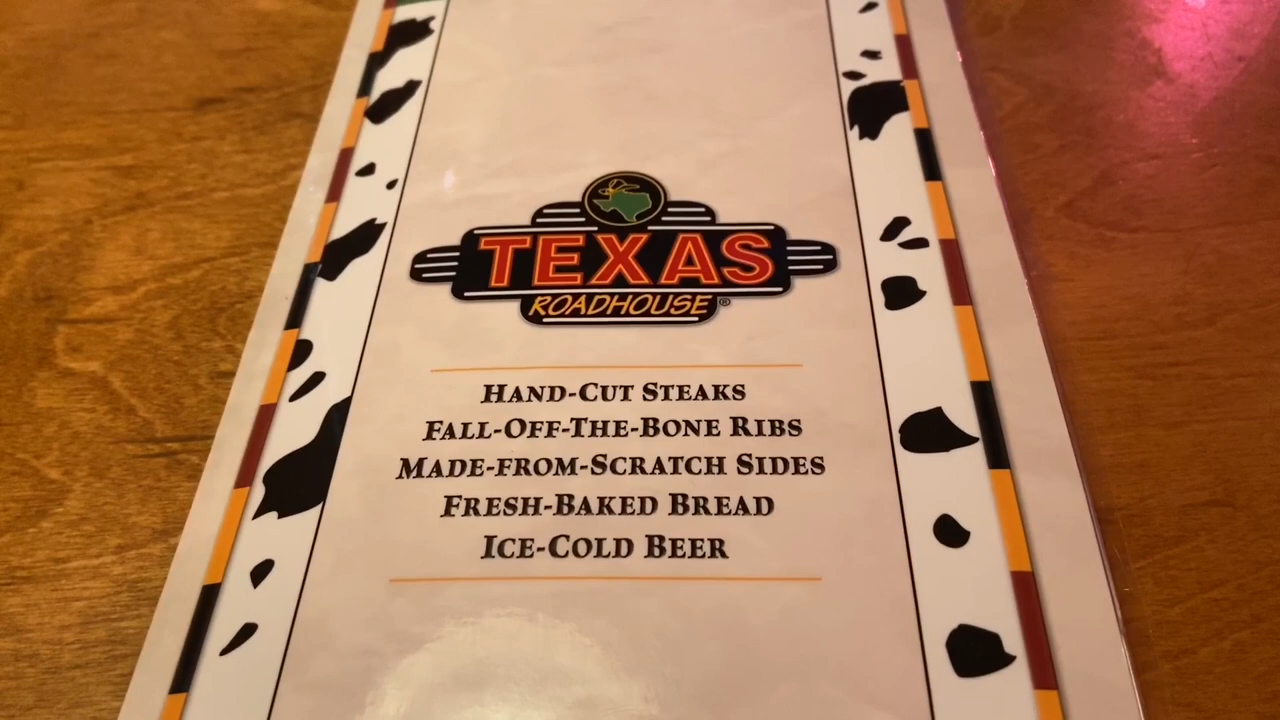 TEXAS
ROADHOUSE®
HAND-CUT STEAKS
FALL-OFF-THE-BONE RIBS
MADE-FROM-SCRATCH SIDES
FRESH-BAKED BREAD
ICE-COLD BEER